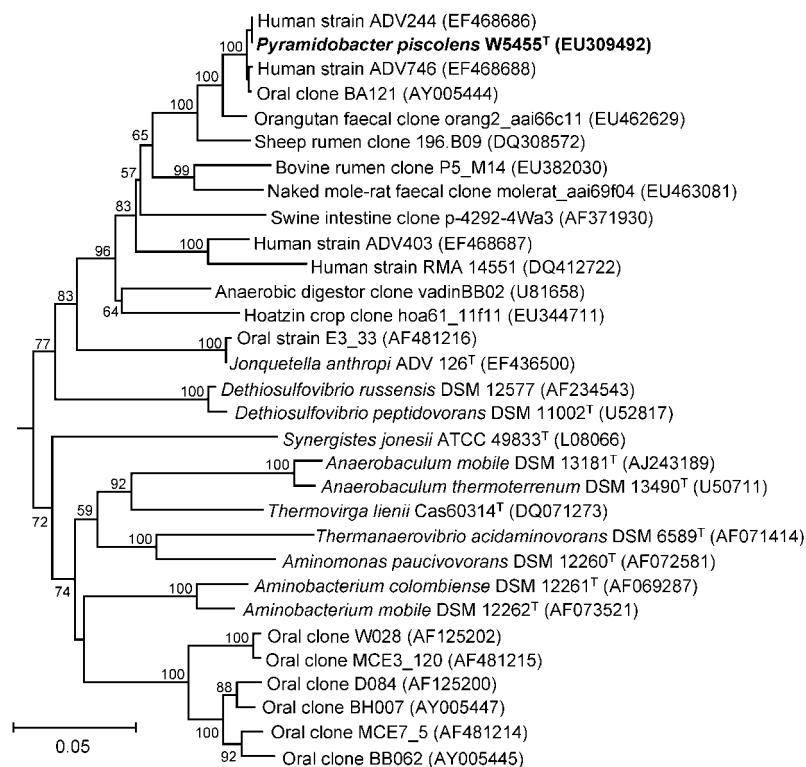 Human strain ADV244 (EF468686)
100
Pyramidobacter piscolens W5455ᵀ (EU309492)
Human strain ADV746 (EF468688)
100
Oral clone BA121 (AY005444)
100
Orangutan faecal clone orang2_aai66c11 (EU462629)
65
Sheep rumen clone 196.B09 (DQ308572)
99
Bovine rumen clone P5_M14 (EU382030)
57
Naked mole-rat faecal clone molerat_aai69f04 (EU463081)
83
Swine intestine clone p-4292-4Wa3 (AF371930)
100
Human strain ADV403 (EF468687)
96
Human strain RMA 14551 (DQ412722)
Anaerobic digestor clone vadinBB02 (U81658)
83
64
Hoatzin crop clone hoa61_11f11 (EU344711)
Oral strain E3_33 (AF481216)
77
100
Jonquetella anthropi ADV 126ᵀ (EF436500)
100
Dethiosulfovibrio russensis DSM 12577 (AF234543)
Dethiosulfovibrio peptidovorans DSM 11002ᵀ (U52817)
Synergistes jonesii ATCC 49833ᵀ (L08066)
100
Anaerobaculum mobile DSM 13181ᵀ (AJ243189)
92
Anaerobaculum thermoterrenum DSM 13490ᵀ (U50711)
72
59
Thermovirga lienii Cas60314ᵀ (DQ071273)
Thermanaerovibrio acidaminovorans DSM 6589ᵀ (AF071414)
100
Aminomonas paucivovorans DSM 12260ᵀ (AF072581)
74
100
Aminobacterium colombiense DSM 12261ᵀ (AF069287)
Aminobacterium mobile DSM 12262ᵀ (AF073521)
100
Oral clone W028 (AF125202)
Oral clone MCE3_120 (AF481215)
100
88
Oral clone D084 (AF125200)
Oral clone BH007 (AY005447)
100
Oral clone MCE7_5 (AF481214)
92
Oral clone BB062 (AY005445)
0.05